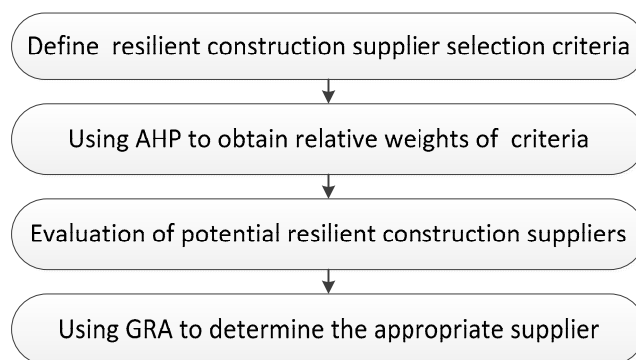 Define resilient construction supplier selection criteria
Using AHP to obtain relative weights of criteria
Evaluation of potential resilient construction suppliers
Using GRA to determine the appropriate supplier